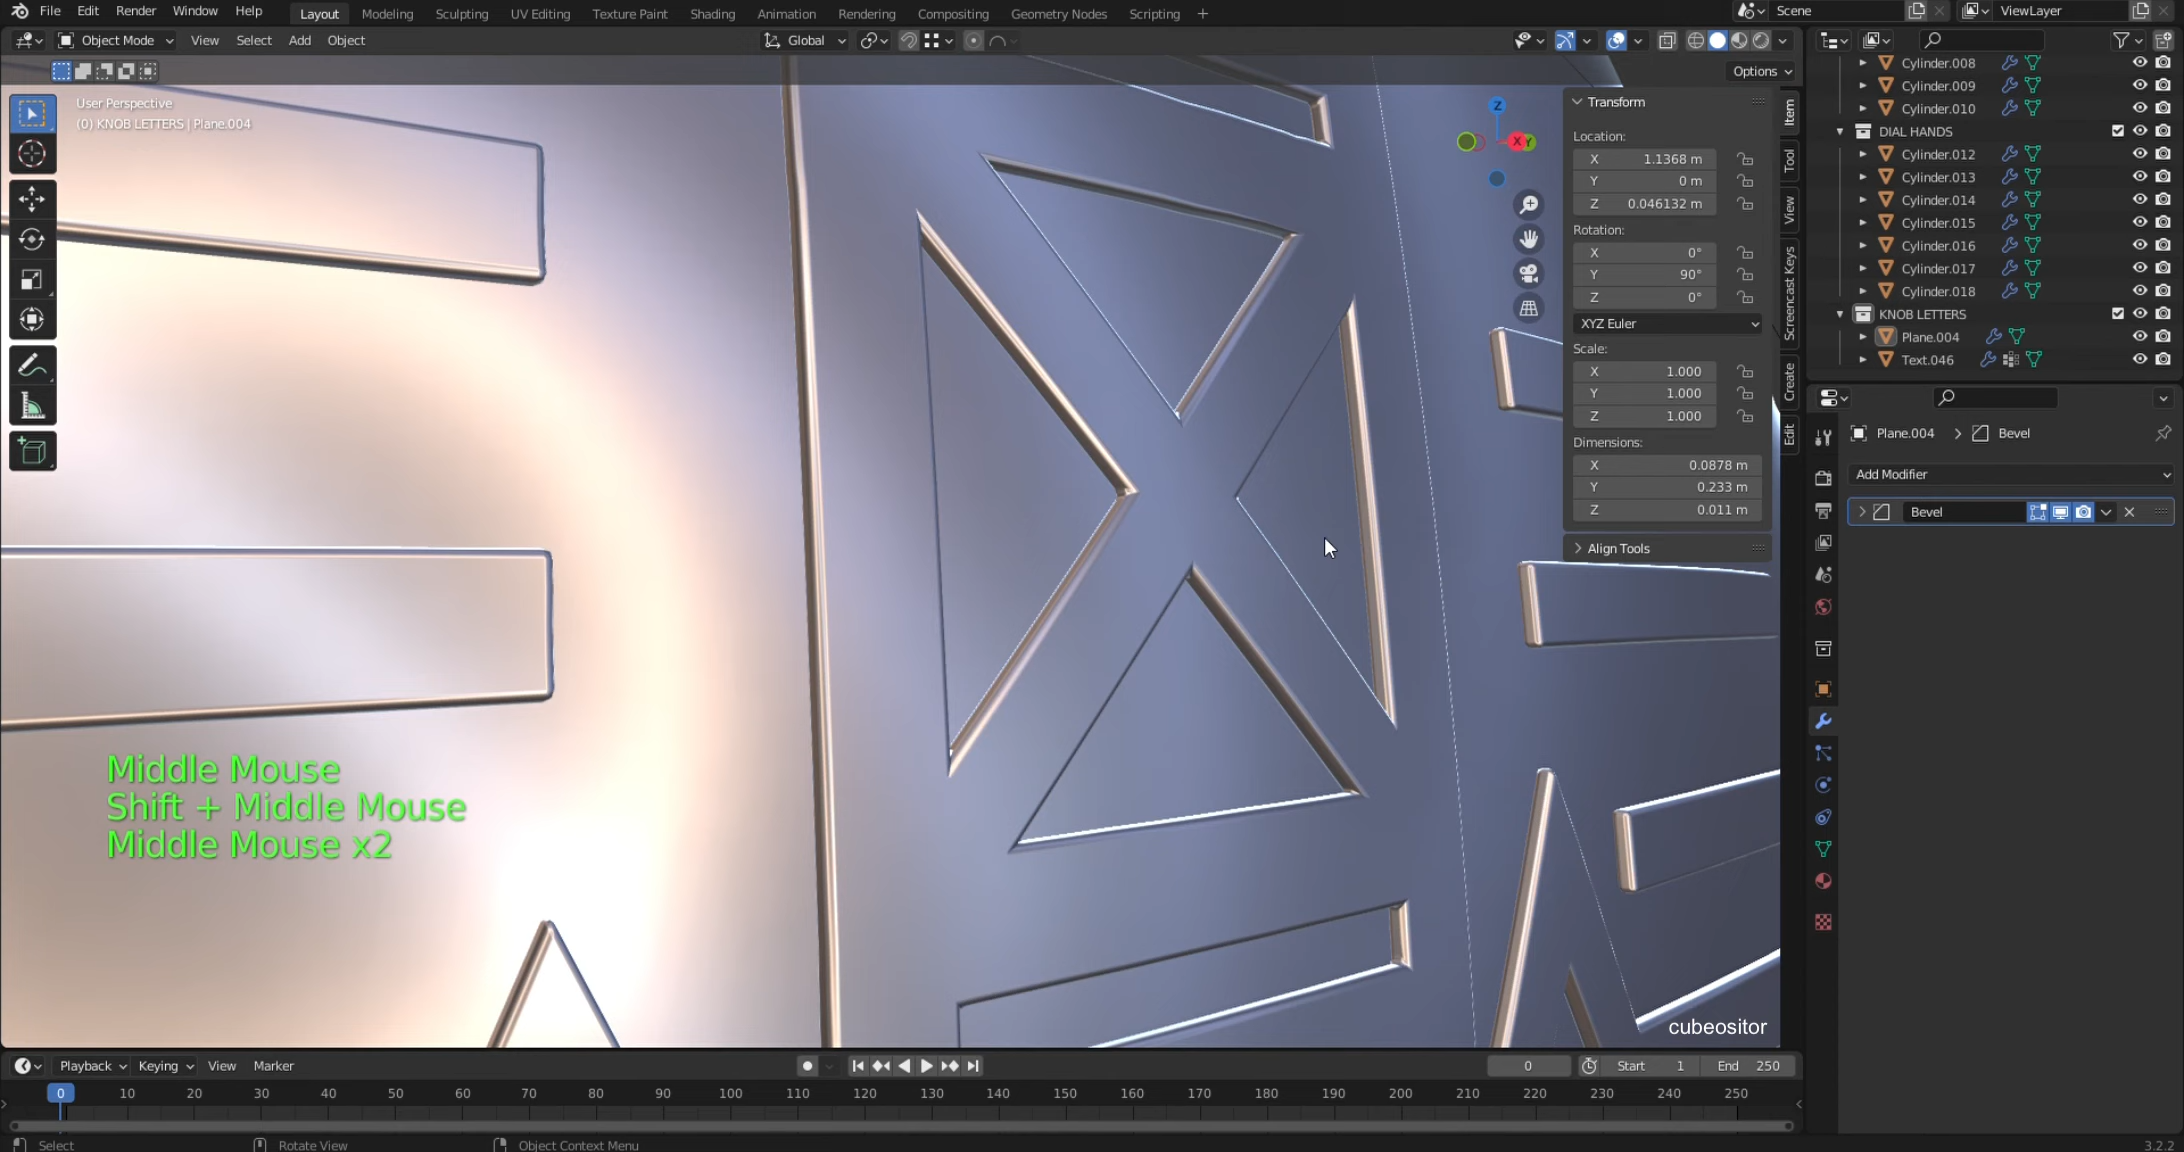 File Edit Render Window Help Layout Modeling Sculpting UV Editing Texture Paint Shading Animation Rendering Compositing Geometry Nodes Scripting + Scene ViewLayer
Object Mode View Select Add Object Global
Options
User Perspective
(0) KNOB LETTERS | Plane.004
Z
X
Y
Transform
Location:
X 1.1368 m
Y 0 m
Z 0.046132 m
Rotation:
X 0°
Y 90°
Z 0°
XYZ Euler
Scale:
X 1.000
Y 1.000
Z 1.000
Dimensions:
X 0.0878 m
Y 0.233 m
Z 0.011 m
Align Tools
Item
Tool
View
Screencast Keys
Create
Edit
Cylinder.008
Cylinder.009
Cylinder.010
DIAL HANDS
Cylinder.012
Cylinder.013
Cylinder.014
Cylinder.015
Cylinder.016
Cylinder.017
Cylinder.018
KNOB LETTERS
Plane.004
Text.046
Plane.004 > Bevel
Add Modifier
Bevel
Middle Mouse
Shift + Middle Mouse
Middle Mouse x2
cubeositor
Playback Keying View Marker 0 Start 1 End 250
0 10 20 30 40 50 60 70 80 90 100 110 120 130 140 150 160 170 180 190 200 210 220 230 240 250
Select Rotate View Object Context Menu 3.2.2